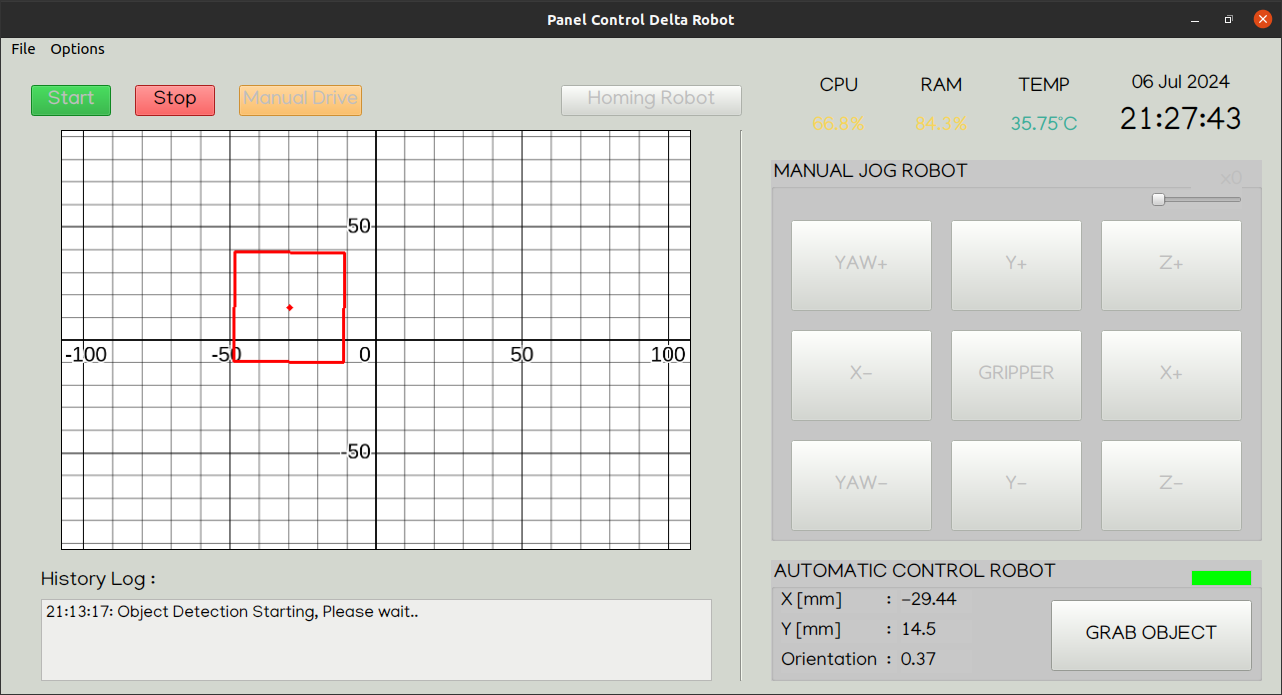 Panel Control Delta Robot
File Options
Start Stop Manual Drive Homing Robot
CPU RAM TEMP 06 Jul 2024
66.8% 84.3% 35.75°C 21:27:43
50
-100 -50 0 50 100
-50
History Log :
21:13:17: Object Detection Starting, Please wait..
MANUAL JOG ROBOT
x0
YAW+ Y+ Z+
X- GRIPPER X+
YAW- Y- Z-
AUTOMATIC CONTROL ROBOT
X [mm] : -29.44
Y [mm] : 14.5
Orientation : 0.37
GRAB OBJECT